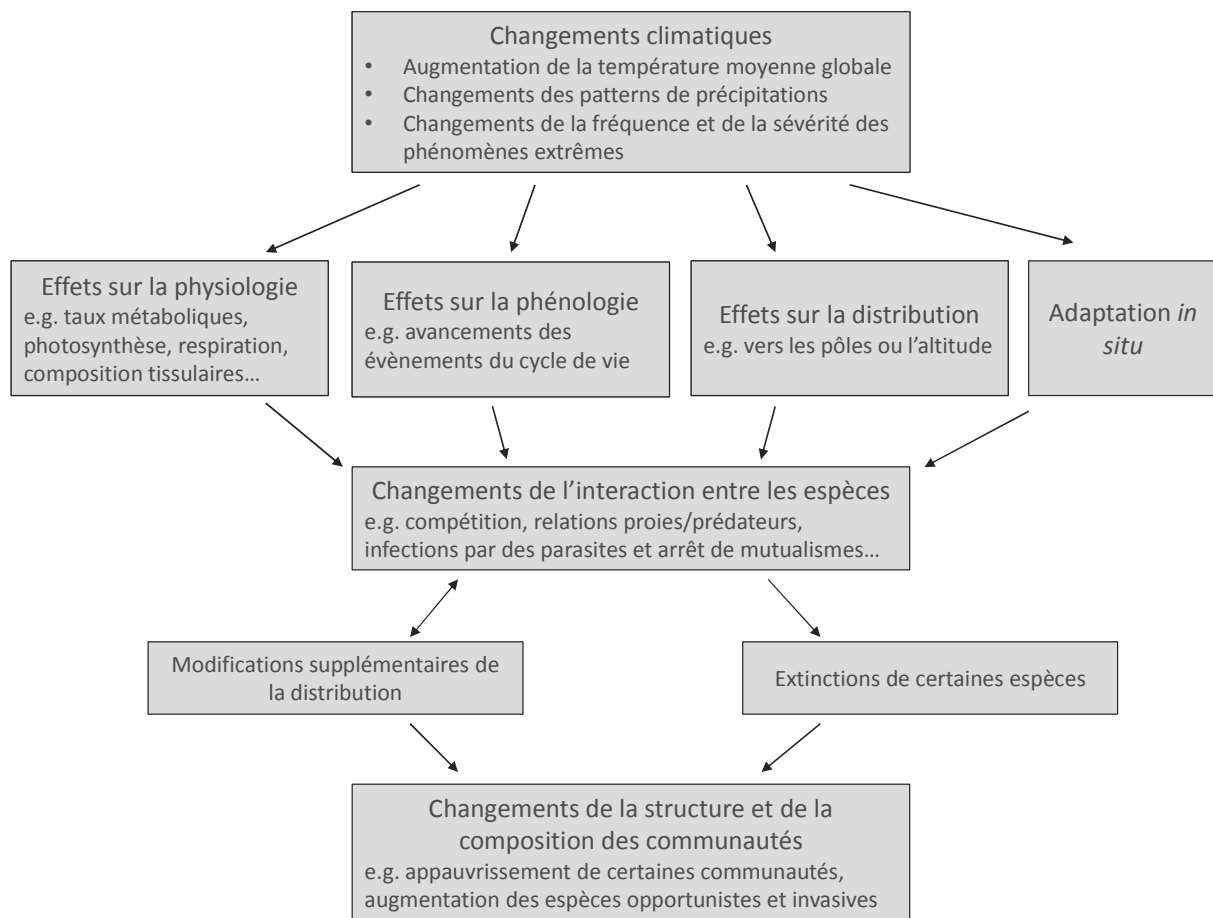 Changements climatiques
• Augmentation de la température moyenne globale
• Changements des patterns de précipitations
• Changements de la fréquence et de la sévérité des
phénomènes extrêmes
Effets sur la physiologie
e.g. taux métaboliques,
photosynthèse, respiration,
composition tissulaires…
Effets sur la phénologie
e.g. avancements des
évènements du cycle de vie
Effets sur la distribution
e.g. vers les pôles ou l’altitude
Adaptation in
situ
Changements de l’interaction entre les espèces
e.g. compétition, relations proies/prédateurs,
infections par des parasites et arrêt de mutualismes…
Modifications supplémentaires de
la distribution
Extinctions de certaines espèces
Changements de la structure et de la
composition des communautés
e.g. appauvrissement de certaines communautés,
augmentation des espèces opportunistes et invasives